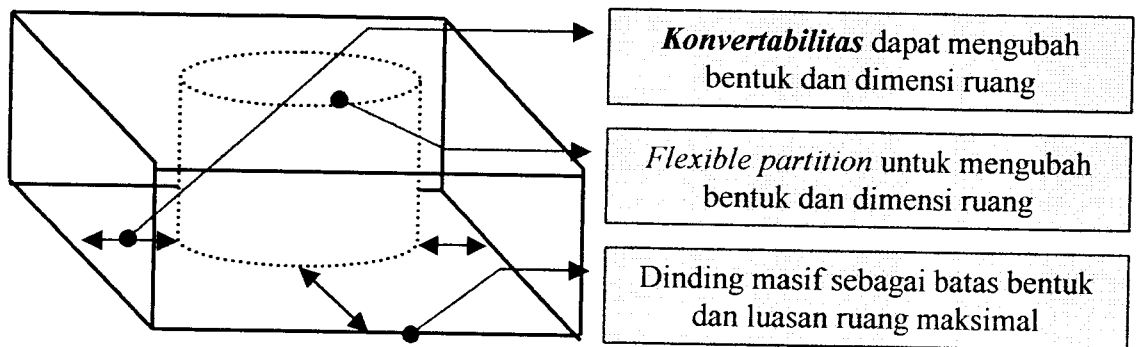 Konvertabilitas dapat mengubah
bentuk dan dimensi ruang
Flexible partition untuk mengubah
bentuk dan dimensi ruang
Dinding masif sebagai batas bentuk
dan luasan ruang maksimal